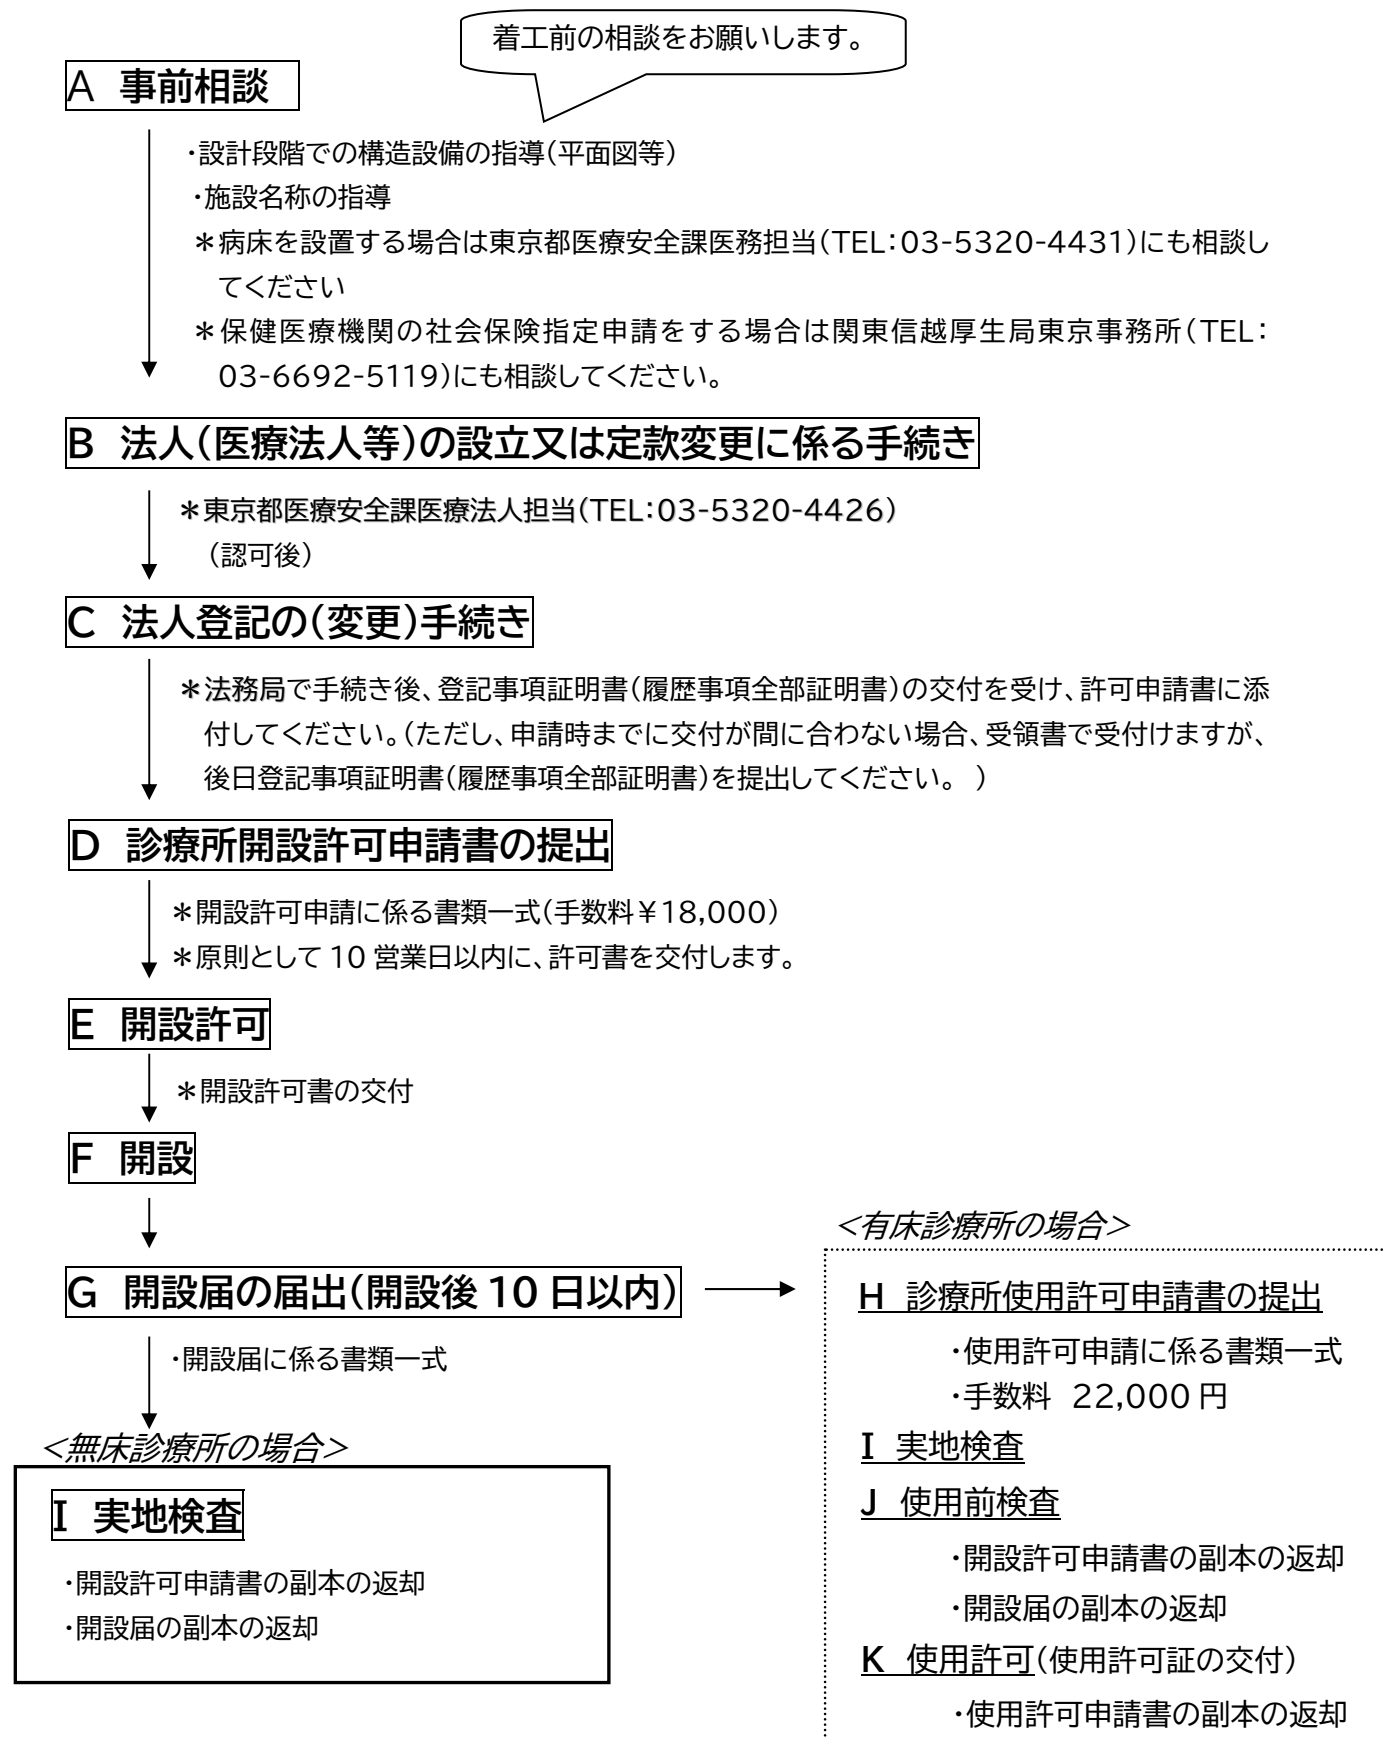 着工前の相談をお願いします。
A　事前相談
・設計段階での構造設備の指導(平面図等)
・施設名称の指導
＊病床を設置する場合は東京都医療安全課医務担当(TEL：03-5320-4431)にも相談し
てください
＊保健医療機関の社会保険指定申請をする場合は関東信越厚生局東京事務所(TEL：
03-6692-5119)にも相談してください。
B　法人(医療法人等)の設立又は定款変更に係る手続き
＊東京都医療安全課医療法人担当(TEL：03-5320-4426)
(認可後)
C　法人登記の(変更)手続き
＊法務局で手続き後、登記事項証明書(履歴事項全部証明書)の交付を受け、許可申請書に添
付してください。(ただし、申請時までに交付が間に合わない場合、受領書で受付けますが、
後日登記事項証明書(履歴事項全部証明書)を提出してください。　)
D　診療所開設許可申請書の提出
＊開設許可申請に係る書類一式(手数料￥18,000)
＊原則として 10 営業日以内に、許可書を交付します。
E　開設許可
＊開設許可書の交付
F　開設
G　開設届の届出(開設後 10 日以内)
・開設届に係る書類一式
＜無床診療所の場合＞
I　実地検査
・開設許可申請書の副本の返却
・開設届の副本の返却
＜有床診療所の場合＞
H　診療所使用許可申請書の提出
・使用許可申請に係る書類一式
・手数料　22,000 円
I　実地検査
J　使用前検査
・開設許可申請書の副本の返却
・開設届の副本の返却
K　使用許可(使用許可証の交付)
・使用許可申請書の副本の返却